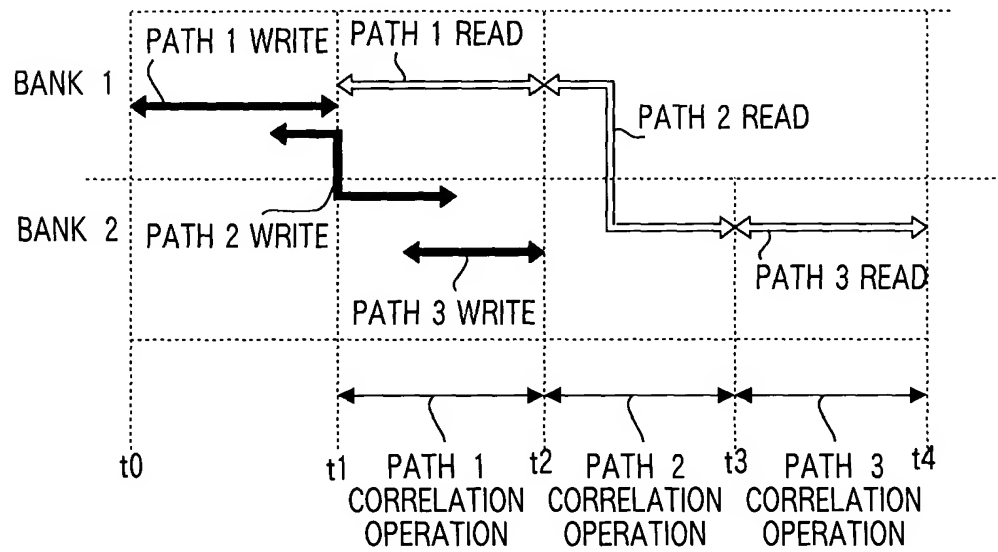 PATH 1 WRITE
PATH 1 READ
BANK 1
PATH 2 READ
BANK 2
PATH 2 WRITE
PATH 3 READ
PATH 3 WRITE
t0
t1
t2
t3
t4
PATH 1
CORRELATION
OPERATION
PATH 2
CORRELATION
OPERATION
PATH 3
CORRELATION
OPERATION